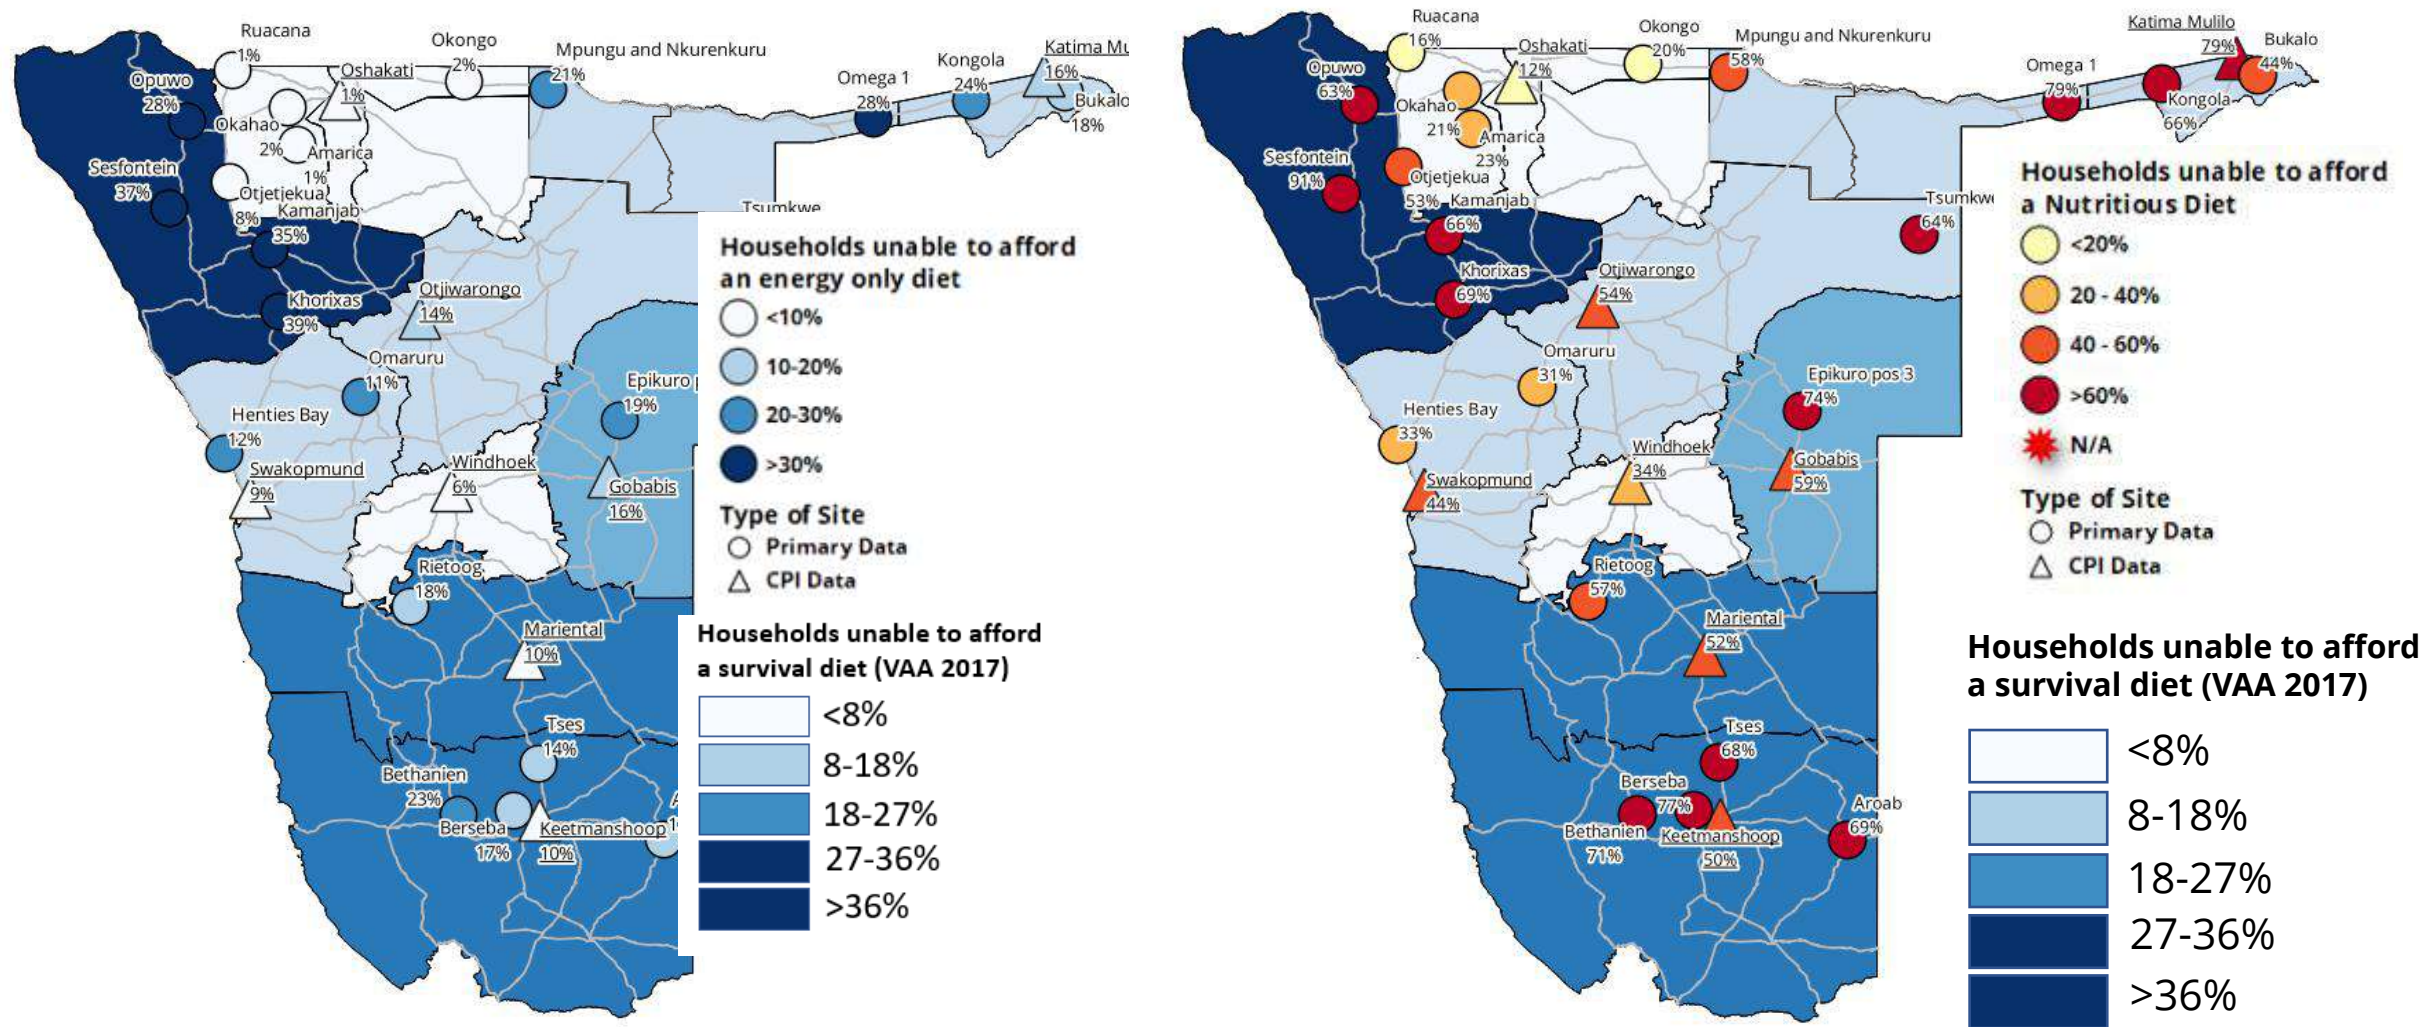 Ruacana
1%
Okongo
2%
Mpungu and Nkurenkuru
21%
Oshakati
1%
Opuwo
28%
Okahao
2%
Amarica
1%
Omega 1
28%
Kongola
24%
Katima Mu
16%
Bukalo
18%
Sesfontein
37%
Otjetjekua
8%
Kamanjab
35%
Tsumkwe
Khorixas
39%
Otjiwarongo
14%
Omaruru
11%
Epikuro p
19%
Henties Bay
12%
Swakopmund
9%
Windhoek
6%
Gobabis
16%
Rietoog
18%
Mariental
10%
Tses
14%
Bethanien
23%
Berseba
17%
Keetmanshoop
10%
Households unable to afford
an energy only diet
<10%
10-20%
20-30%
>30%
Type of Site
Primary Data
CPI Data
Households unable to afford
a survival diet (VAA 2017)
<8%
8-18%
18-27%
27-36%
>36%
Ruacana
16%
Oshakati
12%
Okongo
20%
Mpungu and Nkurenkuru
58%
Katima Mulilo
79%
Bukalo
44%
Omega 1
79%
Kongola
66%
Opuwo
63%
Okahao
21%
Amarica
23%
Sesfontein
91%
Otjetjekua
53%
Kamanjab
66%
Tsumkw
64%
Khorixas
69%
Otjiwarongo
54%
Omaruru
31%
Epikuro pos 3
74%
Henties Bay
33%
Swakopmund
44%
Windhoek
34%
Gobabis
59%
Rietoog
57%
Mariental
52%
Tses
68%
Berseba
77%
Bethanien
71%
Keetmanshoop
50%
Aroab
69%
Households unable to afford
a Nutritious Diet
<20%
20 - 40%
40 - 60%
>60%
N/A
Type of Site
Primary Data
CPI Data
Households unable to afford
a survival diet (VAA 2017)
<8%
8-18%
18-27%
27-36%
>36%